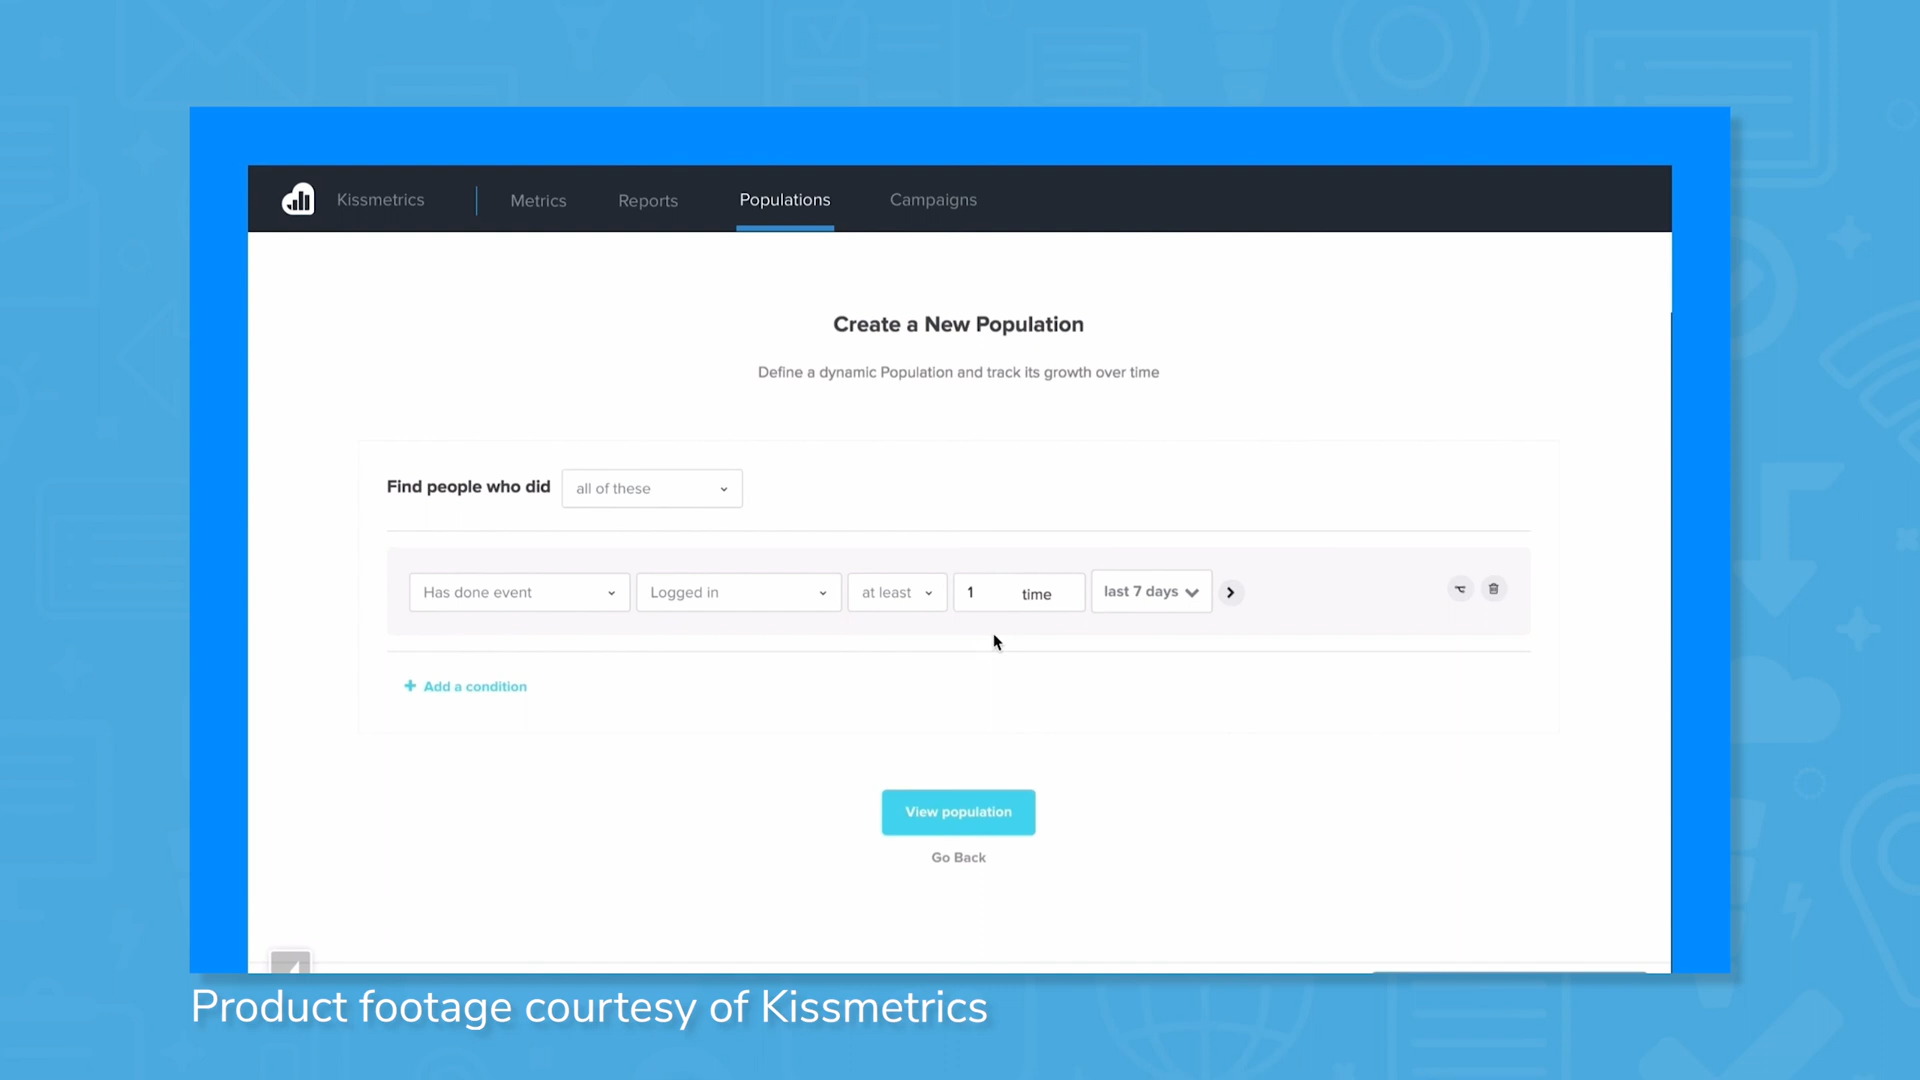 Kissmetrics Metrics Reports Populations Campaigns
Create a New Population
Define a dynamic Population and track its growth over time
Find people who did all of these
Has done event Logged in at least 1 time last 7 days
+ Add a condition
View population
Go Back
Product footage courtesy of Kissmetrics